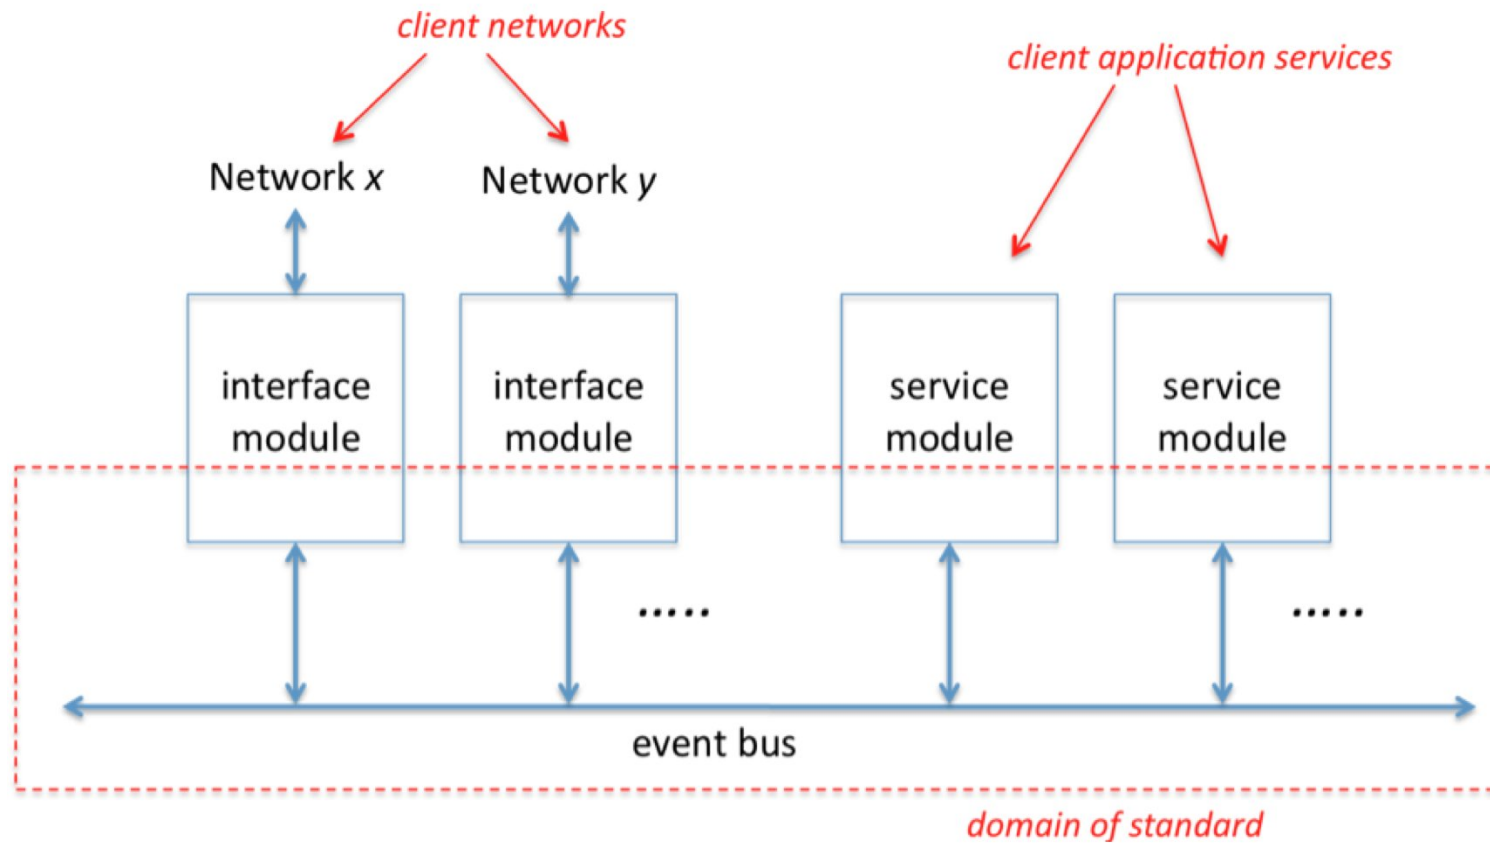 client networks
client application services
Network x
Network y
interface
module
interface
module
service
module
service
module
.....
.....
event bus
domain of standard